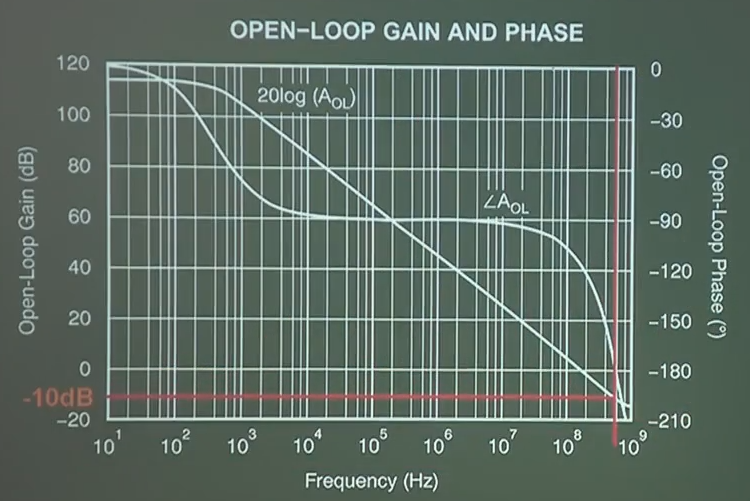 OPEN-LOOP GAIN AND PHASE
120
100
80
60
40
20
0
-10dB
–20
Open-Loop Gain (dB)
20log (A_OL)
∠A_OL
0
–30
–60
–90
–120
–150
–180
–210
Open-Loop Phase (°)
10¹ 10² 10³ 10⁴ 10⁵ 10⁶ 10⁷ 10⁸ 10⁹
Frequency (Hz)